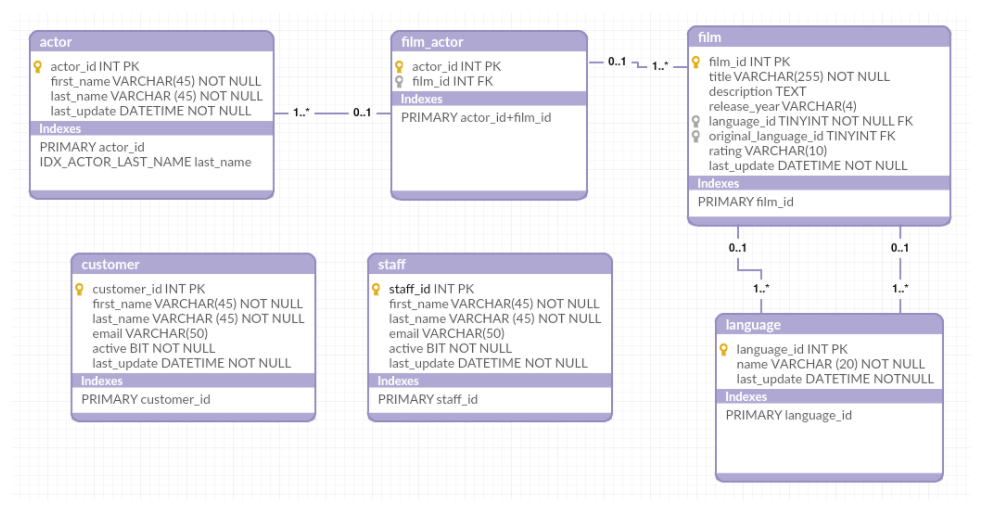 actor
actor_id INT PK
first_name VARCHAR(45) NOT NULL
last_name VARCHAR (45) NOT NULL
last_update DATETIME NOT NULL
Indexes
PRIMARY actor_id
IDX_ACTOR_LAST_NAME last_name
1..*
0..1
film_actor
actor_id INT PK
film_id INT FK
Indexes
PRIMARY actor_id+film_id
0..1
1..*
film
film_id INT PK
title VARCHAR(255) NOT NULL
description TEXT
release_year VARCHAR(4)
language_id TINYINT NOT NULL FK
original_language_id TINYINT FK
rating VARCHAR(10)
last_update DATETIME NOT NULL
Indexes
PRIMARY film_id
0..1
0..1
1..*
1..*
customer
customer_id INT PK
first_name VARCHAR(45) NOT NULL
last_name VARCHAR (45) NOT NULL
email VARCHAR(50)
active BIT NOT NULL
last_update DATETIME NOT NULL
Indexes
PRIMARY customer_id
staff
staff_id INT PK
first_name VARCHAR(45) NOT NULL
last_name VARCHAR (45) NOT NULL
email VARCHAR(50)
active BIT NOT NULL
last_update DATETIME NOT NULL
Indexes
PRIMARY staff_id
language
language_id INT PK
name VARCHAR (20) NOT NULL
last_update DATETIME NOTNULL
Indexes
PRIMARY language_id